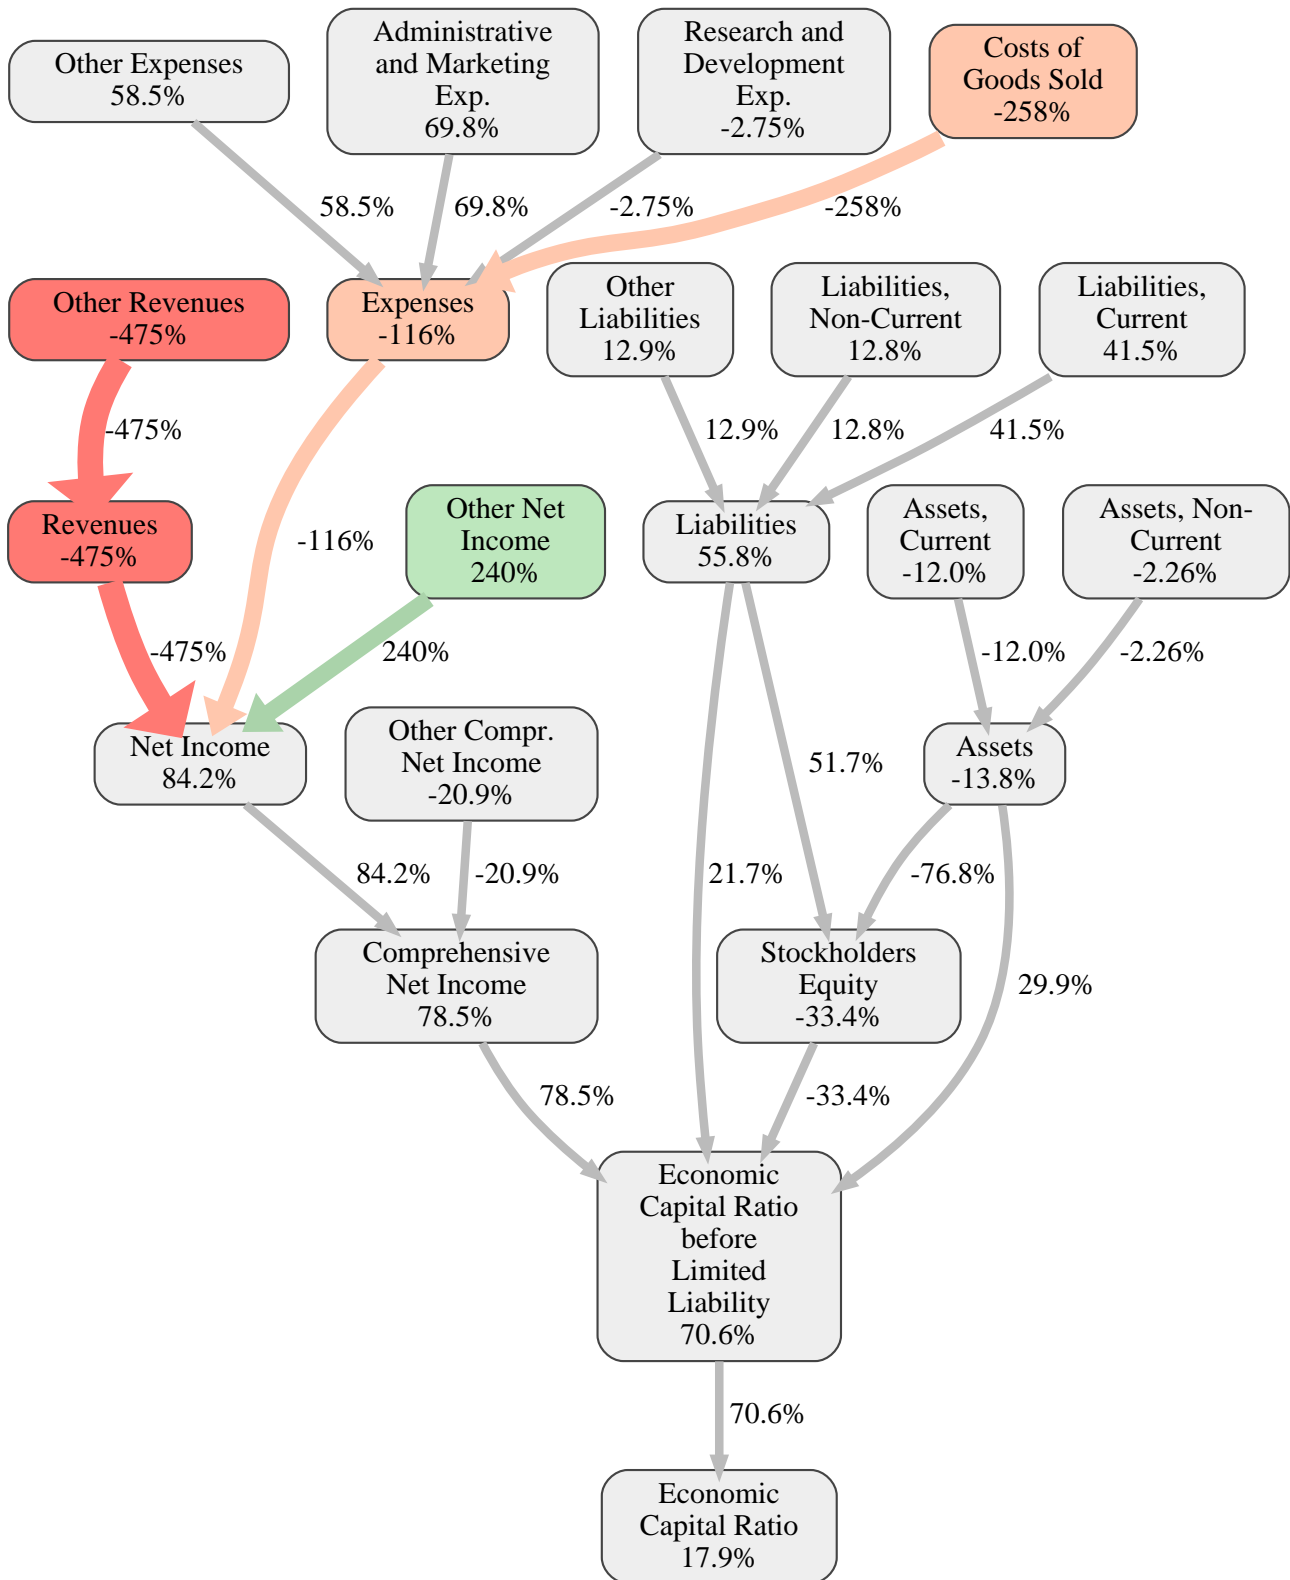 Other Expenses
58.5%
Administrative
and Marketing
Exp.
69.8%
Research and
Development
Exp.
-2.75%
Costs of
Goods Sold
-258%
58.5%
69.8%
-2.75%
-258%
Other Revenues
-475%
Expenses
-116%
Other
Liabilities
12.9%
Liabilities,
Non-Current
12.8%
Liabilities,
Current
41.5%
-475%
12.9%
12.8%
41.5%
Revenues
-475%
-116%
Other Net
Income
240%
Liabilities
55.8%
Assets,
Current
-12.0%
Assets, Non-
Current
-2.26%
-475%
240%
-12.0%
-2.26%
Net Income
84.2%
Other Compr.
Net Income
-20.9%
51.7%
Assets
-13.8%
84.2%
-20.9%
21.7%
-76.8%
Comprehensive
Net Income
78.5%
Stockholders
Equity
-33.4%
29.9%
78.5%
-33.4%
Economic
Capital Ratio
before
Limited
Liability
70.6%
70.6%
Economic
Capital Ratio
17.9%